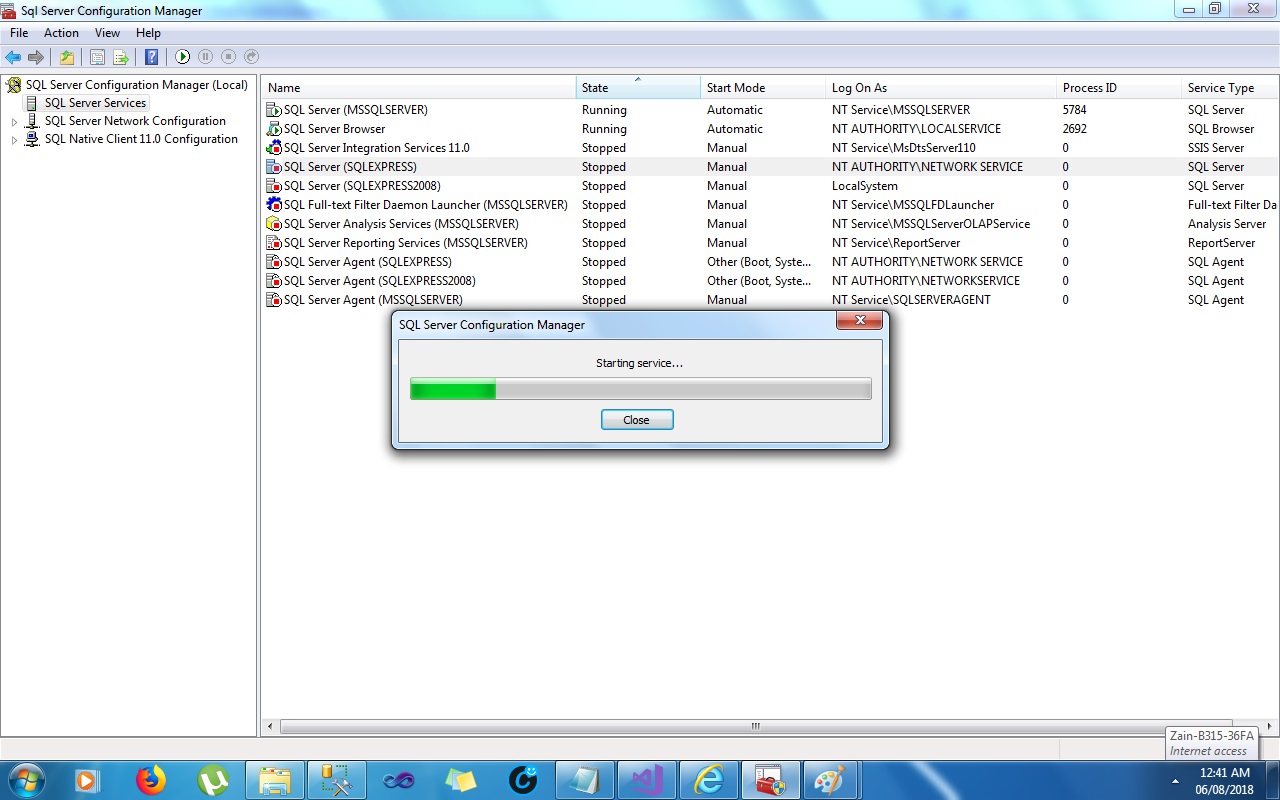 Sql Server Configuration Manager
File Action View Help
SQL Server Configuration Manager (Local)
SQL Server Services
SQL Server Network Configuration
SQL Native Client 11.0 Configuration
Name State Start Mode Log On As Process ID Service Type
SQL Server (MSSQLSERVER) Running Automatic NT Service\MSSQLSERVER 5784 SQL Server
SQL Server Browser Running Automatic NT AUTHORITY\LOCALSERVICE 2692 SQL Browser
SQL Server Integration Services 11.0 Stopped Manual NT Service\MsDtsServer110 0 SSIS Server
SQL Server (SQLEXPRESS) Stopped Manual NT AUTHORITY\NETWORK SERVICE 0 SQL Server
SQL Server (SQLEXPRESS2008) Stopped Manual LocalSystem 0 SQL Server
SQL Full-text Filter Daemon Launcher (MSSQLSERVER) Stopped Manual NT Service\MSSQLFDLauncher 0 Full-text Filter Da
SQL Server Analysis Services (MSSQLSERVER) Stopped Manual NT Service\MSSQLServerOLAPService 0 Analysis Server
SQL Server Reporting Services (MSSQLSERVER) Stopped Manual NT Service\ReportServer 0 ReportServer
SQL Server Agent (SQLEXPRESS) Stopped Other (Boot, Syste... NT AUTHORITY\NETWORK SERVICE 0 SQL Agent
SQL Server Agent (SQLEXPRESS2008) Stopped Other (Boot, Syste... NT AUTHORITY\NETWORKSERVICE 0 SQL Agent
SQL Server Agent (MSSQLSERVER) Stopped Manual NT Service\SQLSERVERAGENT 0 SQL Agent
SQL Server Configuration Manager
Starting service...
Close
Zain-B315-36FA
Internet access
12:41 AM
06/08/2018